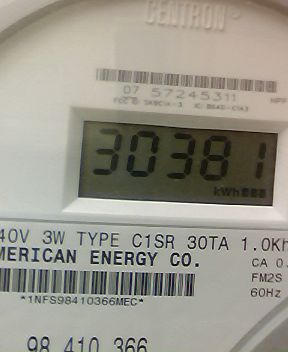 CENTRON
07 57245311
30381
kWh
40V 3W TYPE C1SR 30TA 1.0Kh
MERICAN ENERGY CO.
CA 0.
FM2S
*1NFS98410366MEC*
60Hz
98 410 366